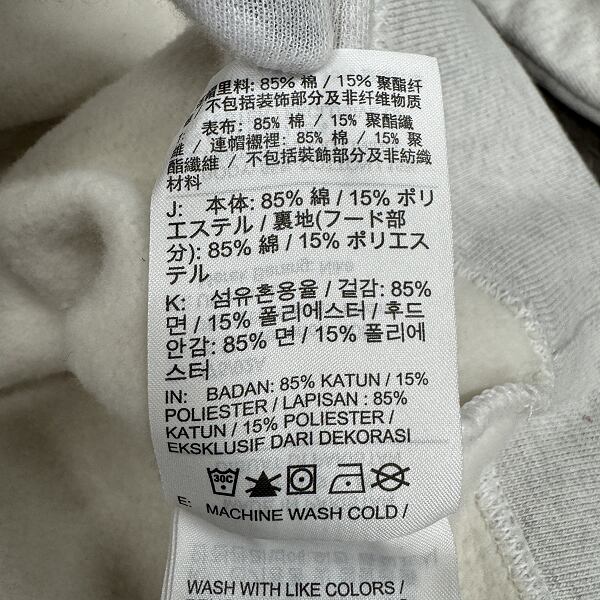 里料: 85% 棉 / 15% 聚酯纤
/ 不包括装饰部分及非纤维物质
表布: 85% 棉 / 15% 聚酯纖
維 / 連帽襯裡: 85% 棉 / 15% 聚
酯纖維 / 不包括裝飾部分及非紡織
材料
J: 本体: 85% 綿 / 15% ポリ
エステル / 裏地(フード部
分): 85% 綿 / 15% ポリエス
テル
K: 섬유혼용율 / 겉감: 85%
면 / 15% 폴리에스터 / 후드
안감: 85% 면 / 15% 폴리에
스터
IN: BADAN: 85% KATUN / 15%
POLIESTER / LAPISAN : 85%
KATUN / 15% POLIESTER /
EKSKLUSIF DARI DEKORASI
30C
E: MACHINE WASH COLD /
WASH WITH LIKE COLORS /